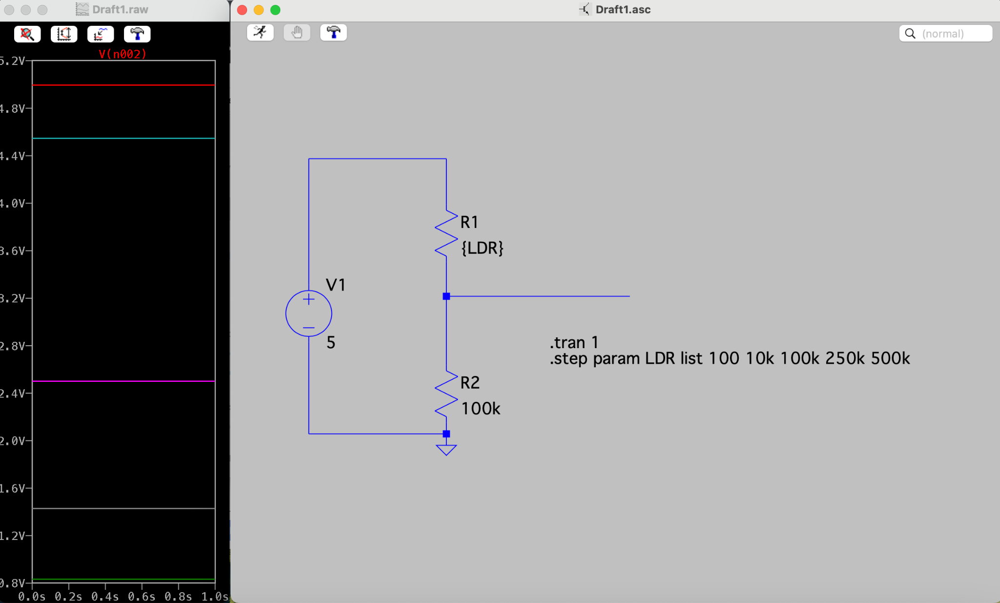 Draft1.raw
V(n002)
5.2V
4.8V
4.4V
4.0V
3.6V
3.2V
2.8V
2.4V
2.0V
1.6V
1.2V
0.8V
0.0s 0.2s 0.4s 0.6s 0.8s 1.0s
Draft1.asc
(normal)
R1
{LDR}
V1
5
.tran 1
.step param LDR list 100 10k 100k 250k 500k
R2
100k